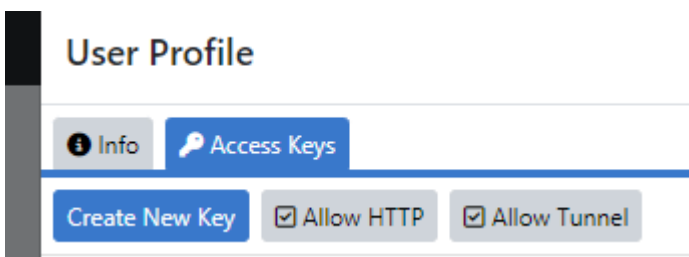 User Profile
Info Access Keys
Create New Key Allow HTTP Allow Tunnel